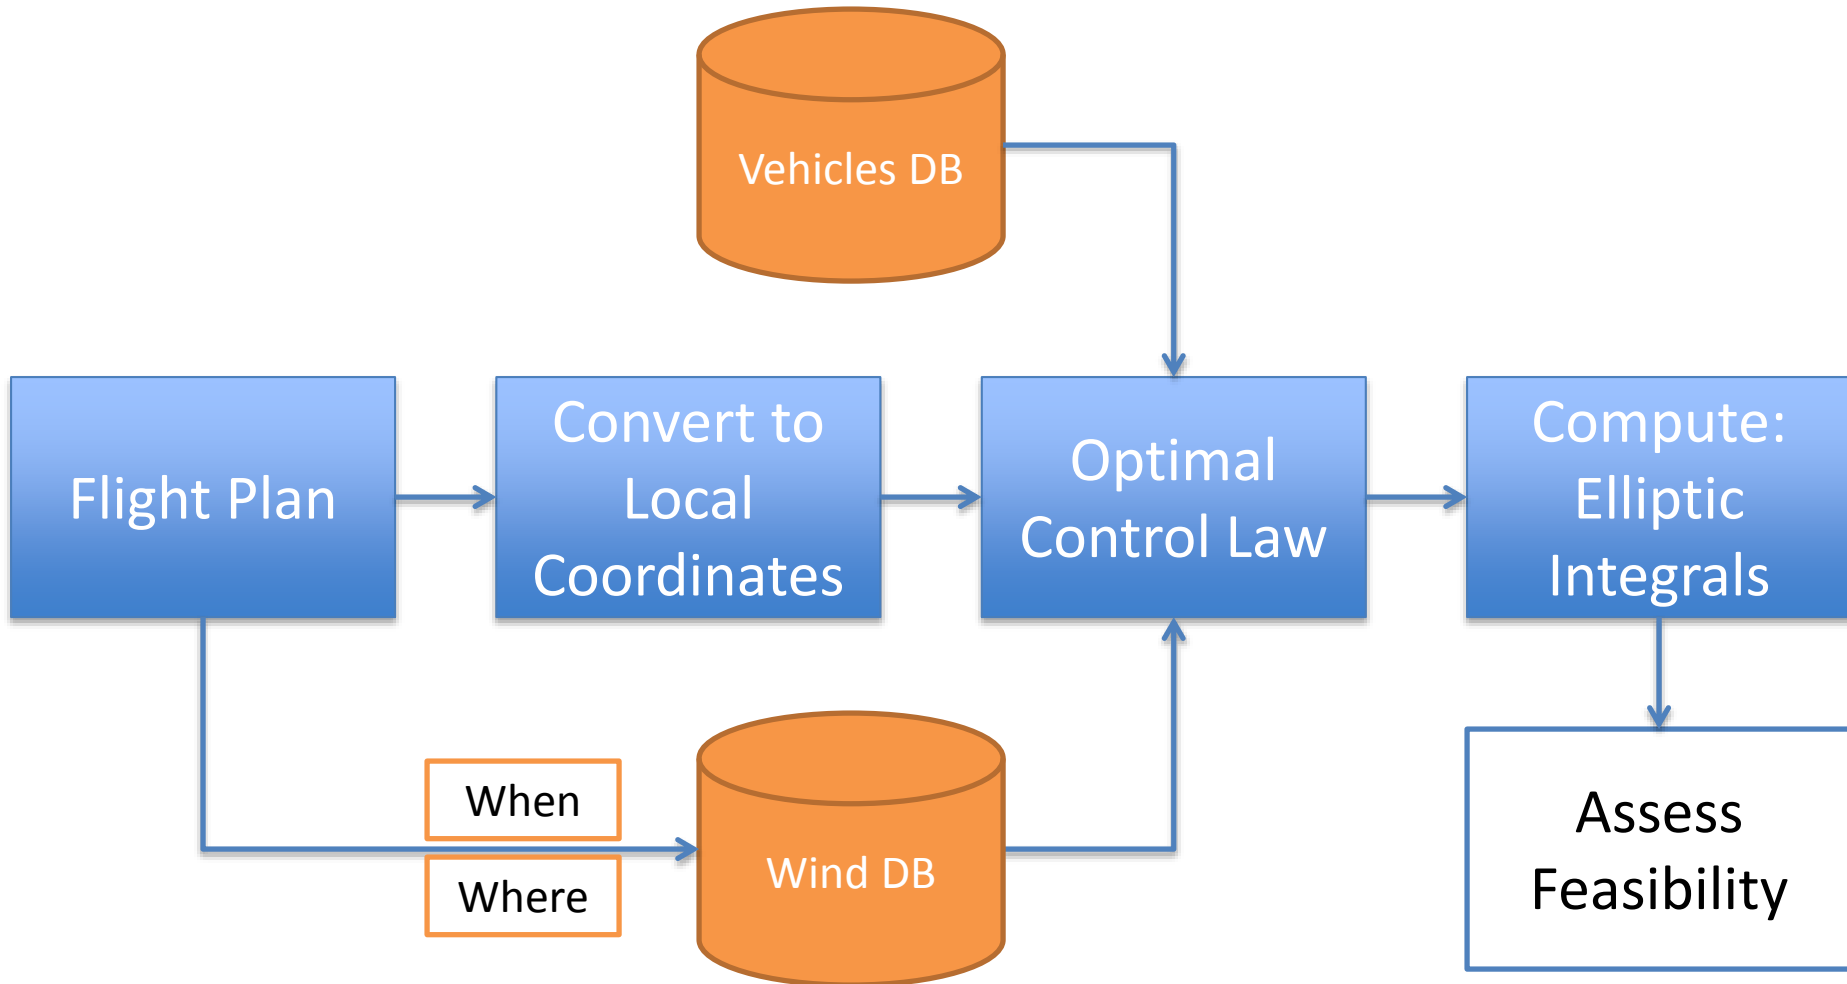 Vehicles DB
Flight Plan
Convert to
Local
Coordinates
Optimal
Control Law
Compute:
Elliptic
Integrals
When
Where
Wind DB
Assess
Feasibility